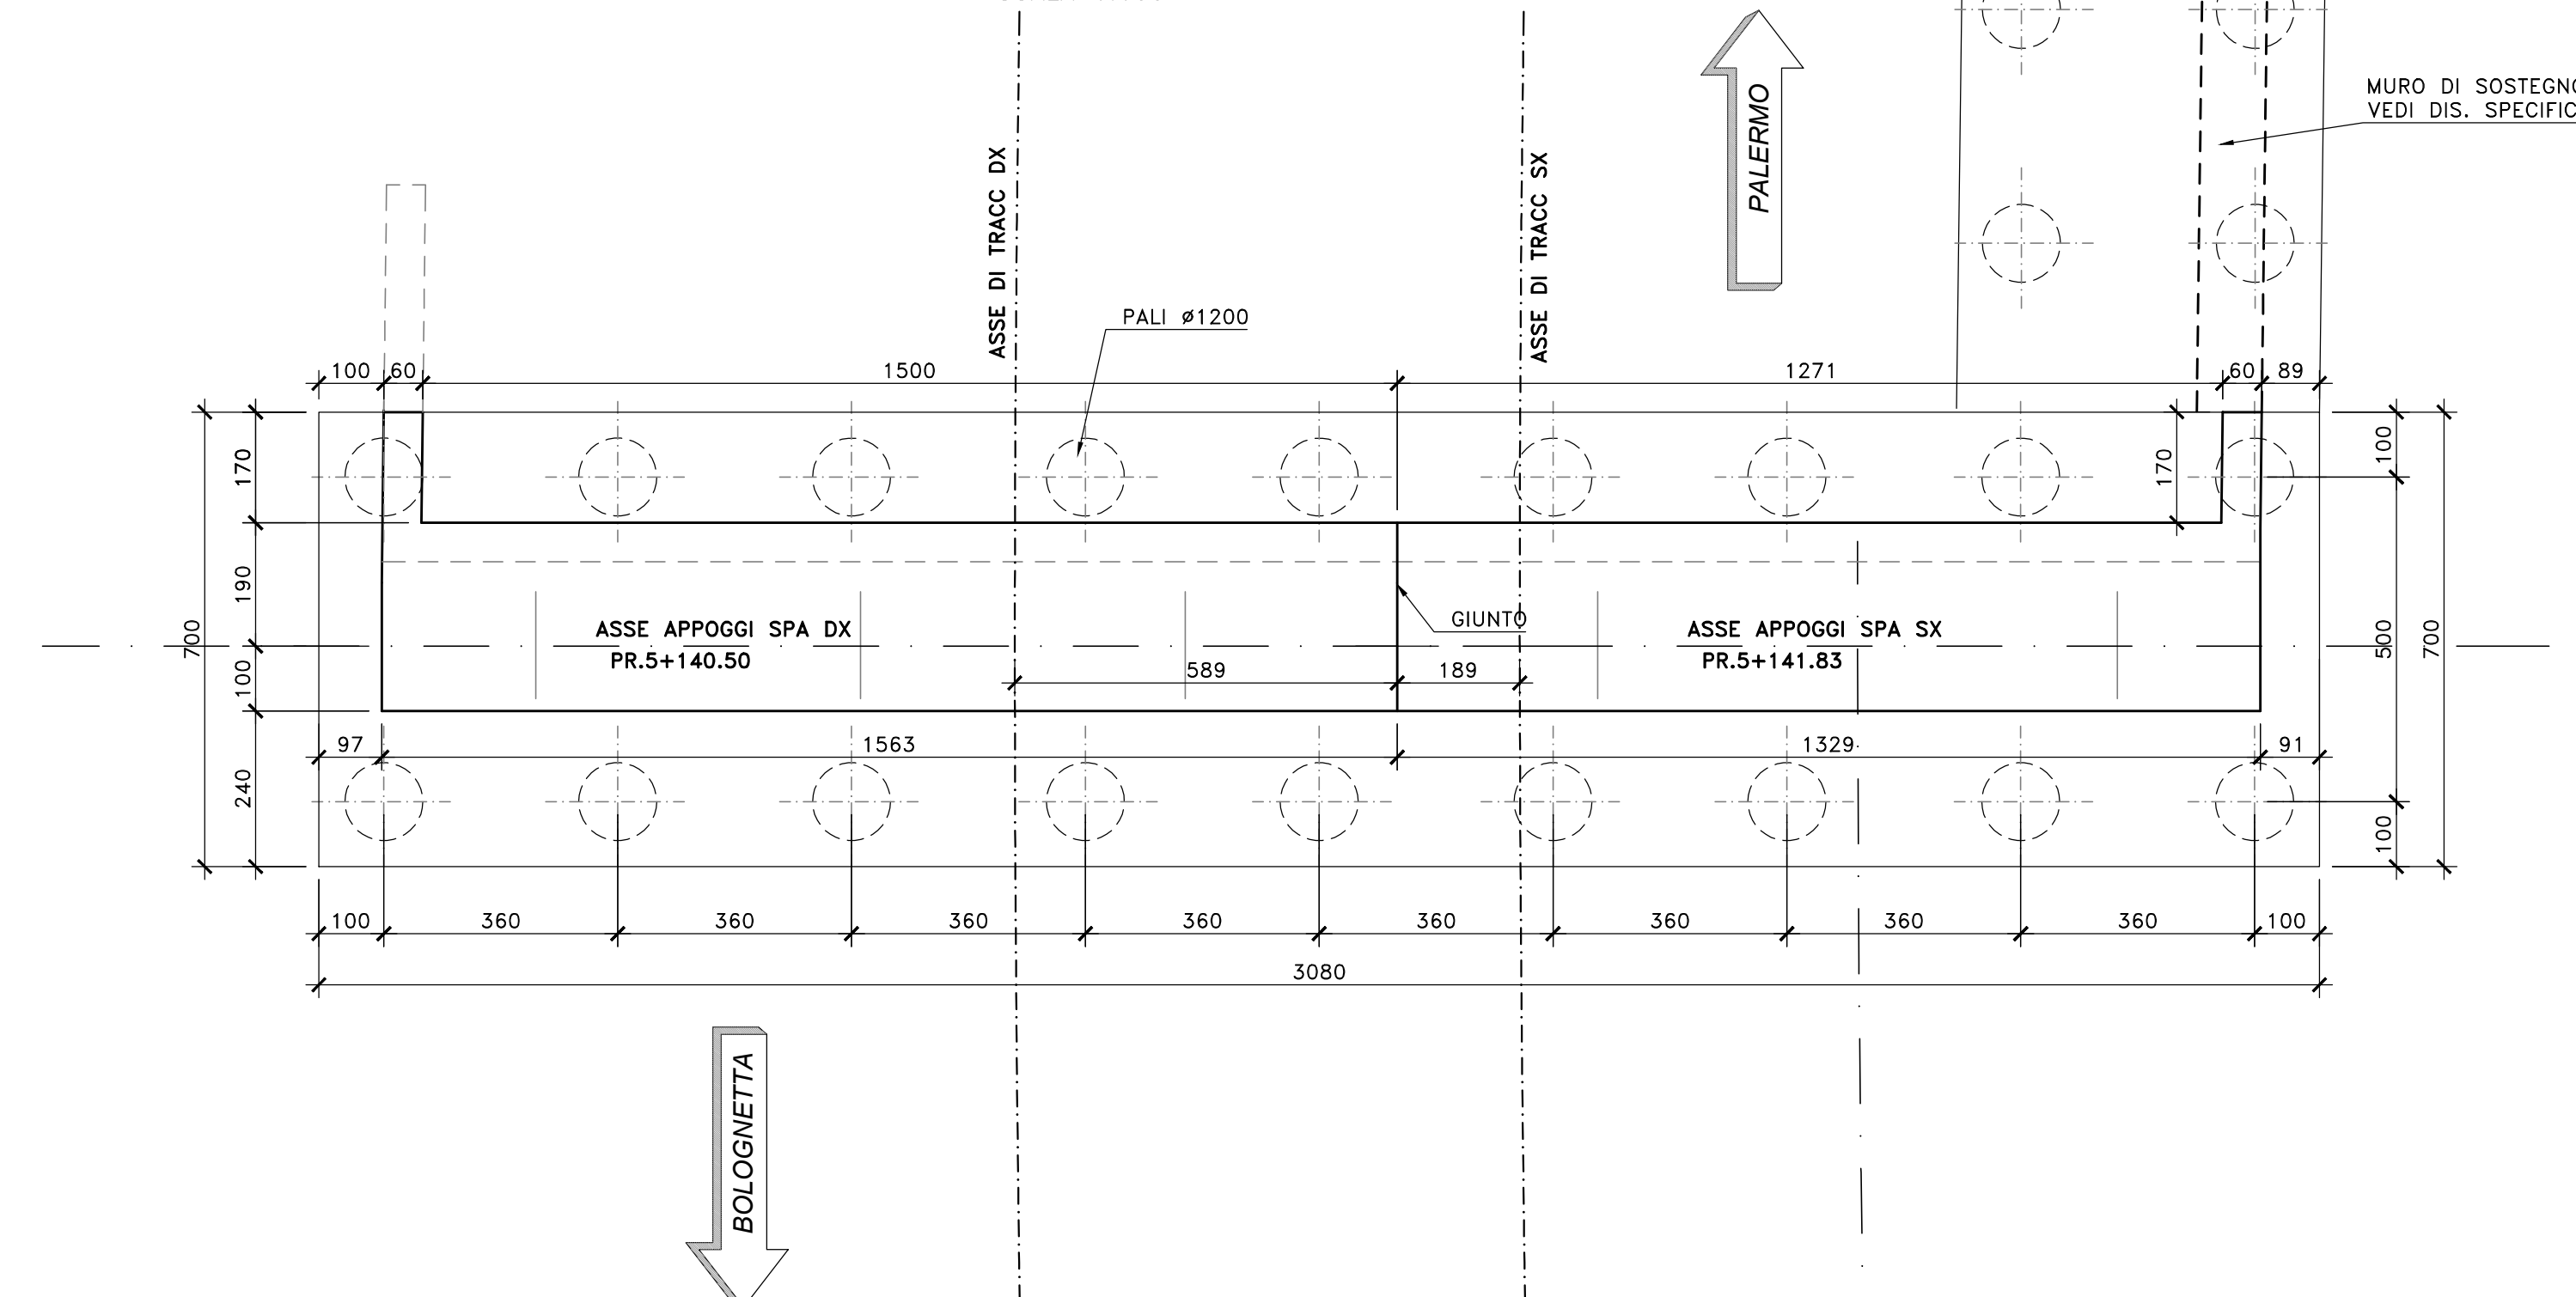 PALERMO
MURO DI SOSTEGNO
VEDI DIS. SPECIFIC
ASSE DI TRACC DX
ASSE DI TRACC SX
PALI ø1200
100 60 1500 1271 60 89
170
190
100
240
700
170
100
500
100
700
GIUNTO
ASSE APPOGGI SPA DX
PR.5+140.50
ASSE APPOGGI SPA SX
PR.5+141.83
589 189
97 1563 1329 91
100 360 360 360 360 360 360 360 360 100
3080
BOLOGNETTA